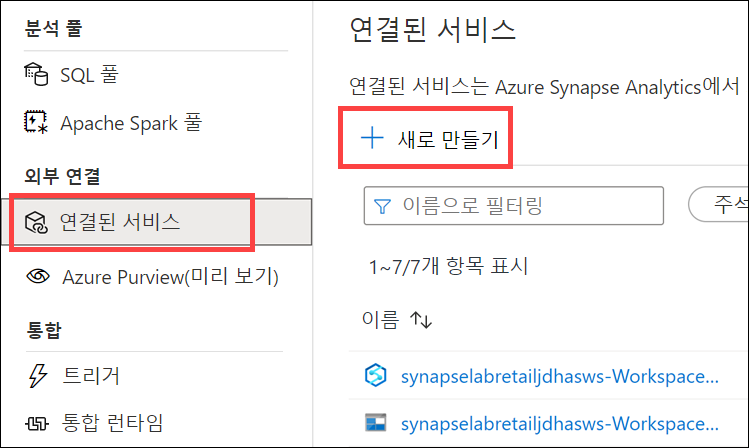 분석 풀
SQL 풀
Apache Spark 풀
외부 연결
연결된 서비스
Azure Purview(미리 보기)
통합
트리거
통합 런타임
연결된 서비스
연결된 서비스는 Azure Synapse Analytics에서
새로 만들기
이름으로 필터링
주석
1~7/7개 항목 표시
이름
synapselabretailjdhasws-Workspace...
synapselabretailjdhasws-Workspace...